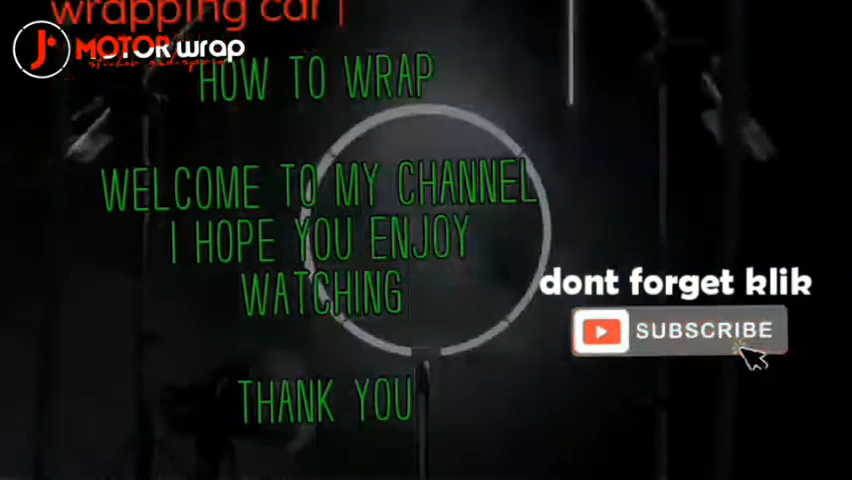 wrapping car |
J+ MOTOR wrap
HOW TO WRAP
WELCOME TO MY CHANNEL
I HOPE YOU ENJOY
WATCHING
dont forget klik
SUBSCRIBE
THANK YOU